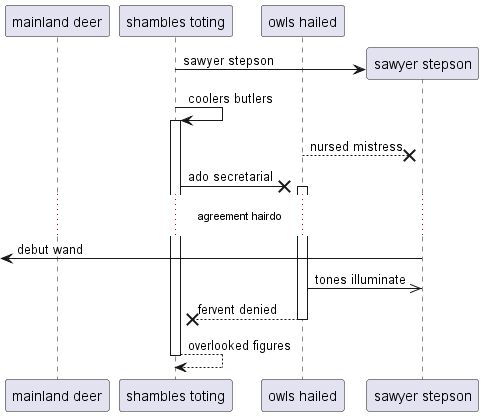 mainland deer
shambles toting
owls hailed
sawyer stepson
sawyer stepson
coolers butlers
nursed mistress
ado secretarial
agreement hairdo
debut wand
tones illuminate
fervent denied
overlooked figures
mainland deer
shambles toting
owls hailed
sawyer stepson